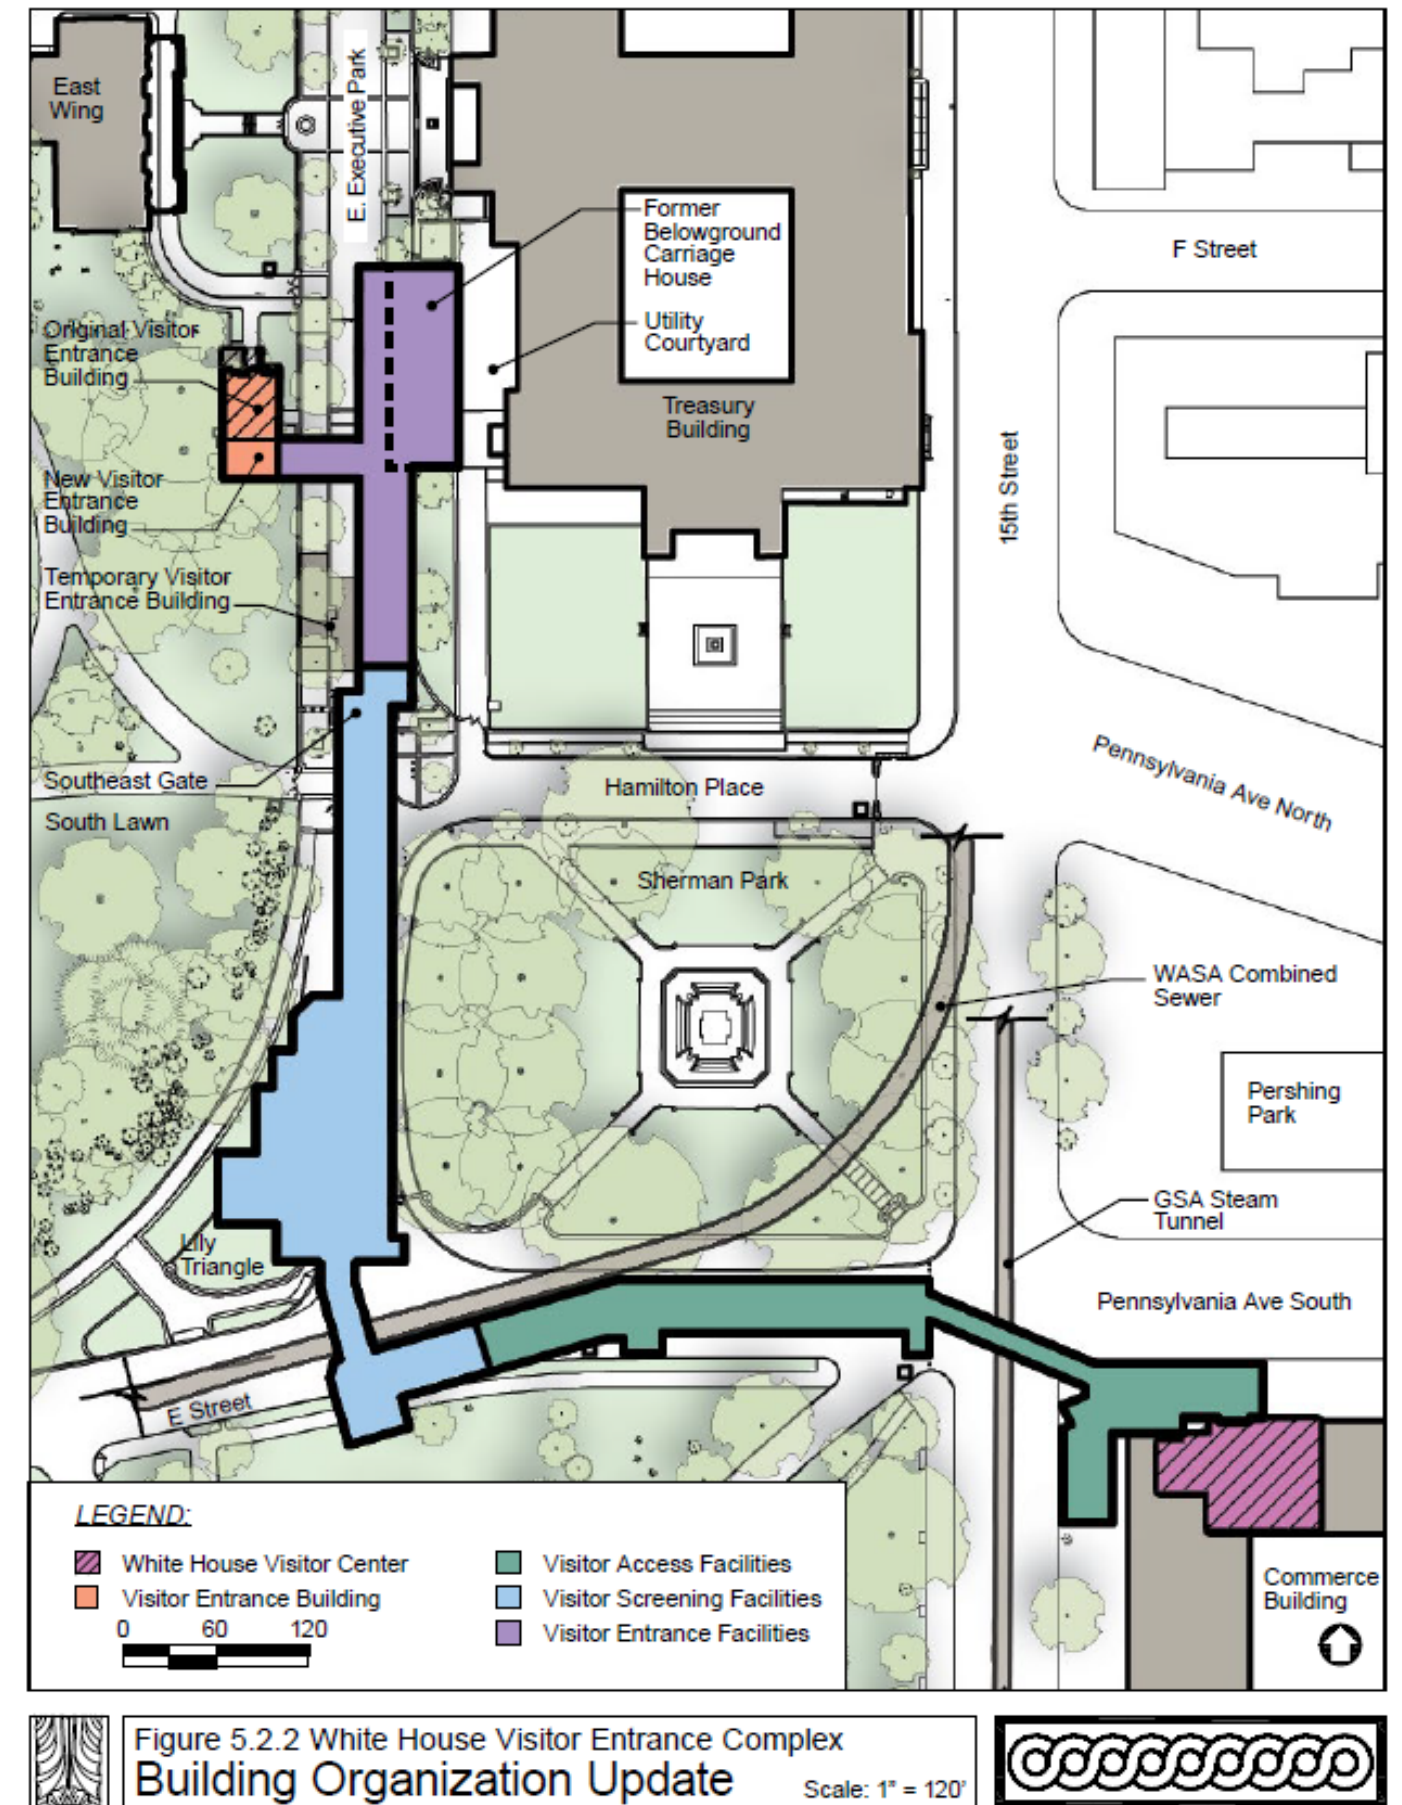 East
Wing
E. Executive Park
Former
Belowground
Carriage
House
Utility
Courtyard
F Street
Original Visitor
Entrance
Building
Treasury
Building
15th Street
New Visitor
Entrance
Building
Temporary Visitor
Entrance Building
Pennsylvania Ave North
Southeast Gate
Hamilton Place
South Lawn
Sherman Park
WASA Combined
Sewer
Pershing
Park
GSA Steam
Tunnel
Lily
Triangle
Pennsylvania Ave South
E Street
LEGEND:
White House Visitor Center
Visitor Entrance Building
0 60 120
Visitor Access Facilities
Visitor Screening Facilities
Visitor Entrance Facilities
Commerce
Building
Figure 5.2.2 White House Visitor Entrance Complex
Building Organization Update
Scale: 1" = 120'